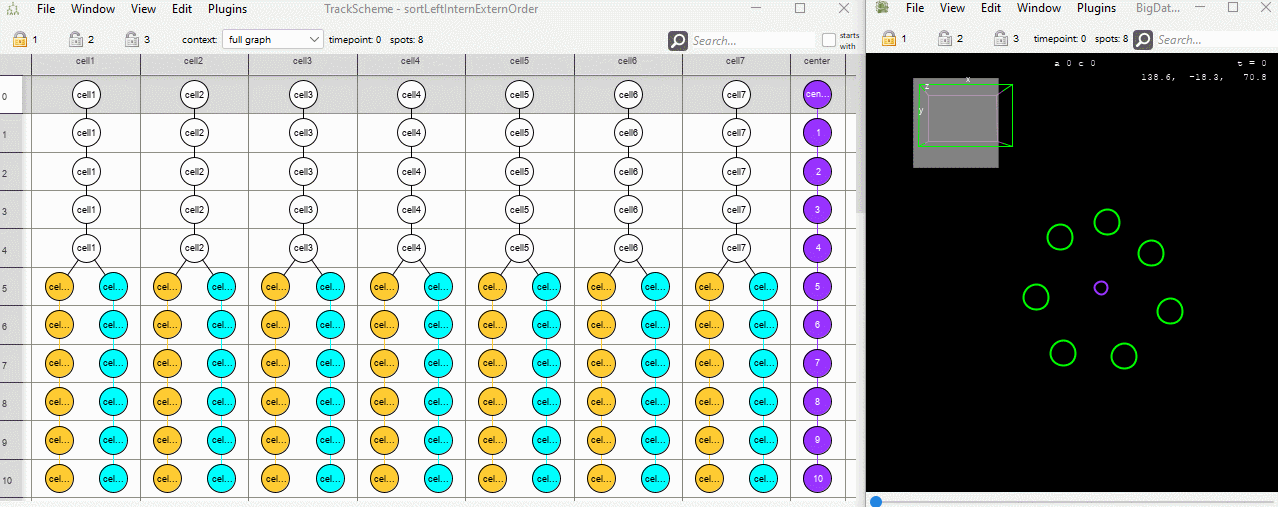 File View Edit Plugins TrackScheme - sortLeftInternExternOrder
1 2 3 context: full graph timepoint: 0 spots: 8 Search... starts with
cell1 cell2 cell3 cell4 cell5 cell6 cell7 center
0 cell1 cell2 cell3 cell4 cell5 cell6 cell7 cen...
1 cell1 cell2 cell3 cell4 cell5 cell6 cell7 1
2 cell1 cell2 cell3 cell4 cell5 cell6 cell7 2
3 cell1 cell2 cell3 cell4 cell5 cell6 cell7 3
4 cell1 cell2 cell3 cell4 cell5 cell6 cell7 4
5 cel... cel... cel... cel... cel... cel... cel... cel... cel... cel... cel... cel... cel... cel... 5
6 cel... cel... cel... cel... cel... cel... cel... cel... cel... cel... cel... cel... cel... cel... 6
7 cel... cel... cel... cel... cel... cel... cel... cel... cel... cel... cel... cel... cel... cel... 7
8 cel... cel... cel... cel... cel... cel... cel... cel... cel... cel... cel... cel... cel... cel... 8
9 cel... cel... cel... cel... cel... cel... cel... cel... cel... cel... cel... cel... cel... cel... 9
10 cel... cel... cel... cel... cel... cel... cel... cel... cel... cel... cel... cel... cel... cel... 10
File View Edit Window Plugins BigDat...
1 2 3 timepoint: 0 spots: 8 Search...
a 0 c 0 t = 0
138.6, -18.3, 70.8
x
z
y